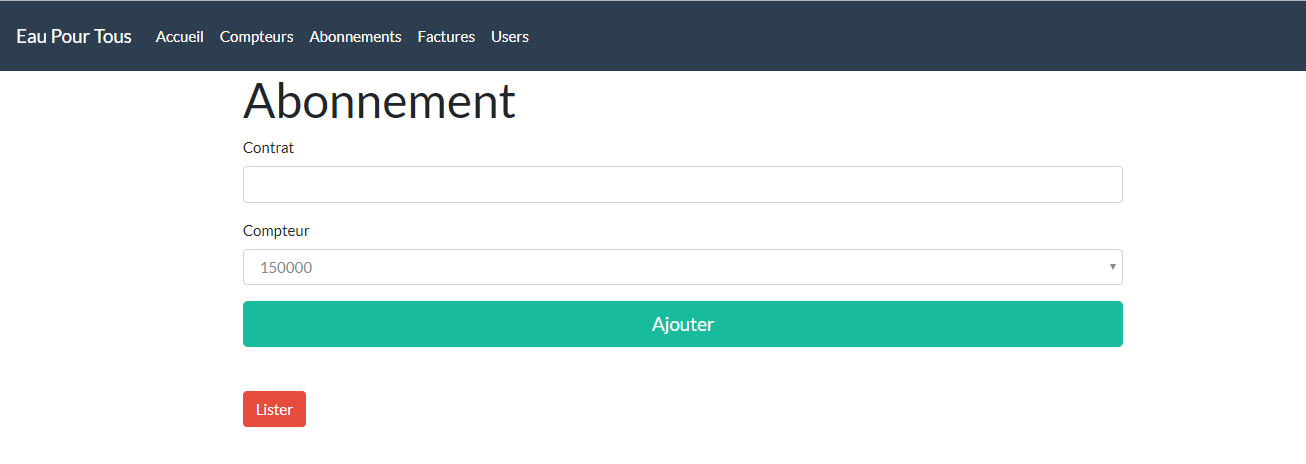 Eau Pour Tous Accueil Compteurs Abonnements Factures Users
Abonnement
Contrat
Compteur
150000
Ajouter
Lister